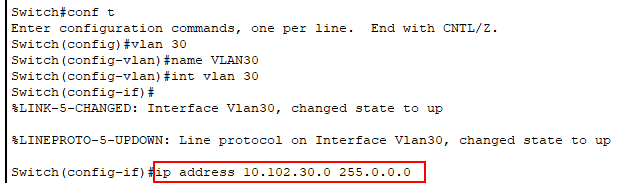 Switch#conf t
Enter configuration commands, one per line.  End with CNTL/Z.
Switch(config)#vlan 30
Switch(config-vlan)#name VLAN30
Switch(config-vlan)#int vlan 30
Switch(config-if)#
%LINK-5-CHANGED: Interface Vlan30, changed state to up
%LINEPROTO-5-UPDOWN: Line protocol on Interface Vlan30, changed state to up
Switch(config-if)#ip address 10.102.30.0 255.0.0.0